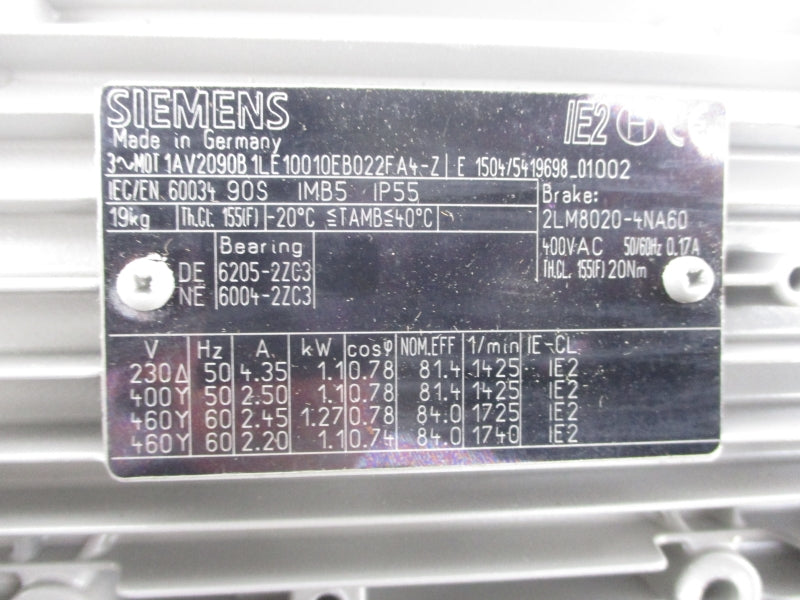 SIEMENS IE2 H CE
Made in Germany
3~MOT 1AV2090B 1LE10010EB022FA4-Z E 1504/5419698_01002
IEC/EN 60034 90S IMB5 IP55 Brake:
19kg Th.CL. 155(F) -20°C ≤TAMB≤40°C 2LM8020-4NA60
400VAC 50/60Hz 0.17A
TH.CL. 155(F) 20Nm
Bearing
DE 6205-2ZC3
NE 6004-2ZC3
V Hz A kW cosφ NOM.EFF 1/min IE-CL
230Δ 50 4.35 1.1 0.78 81.4 1425 IE2
400Y 50 2.50 1.1 0.78 81.4 1425 IE2
460Y 60 2.45 1.27 0.78 84.0 1725 IE2
460Y 60 2.20 1.1 0.74 84.0 1740 IE2